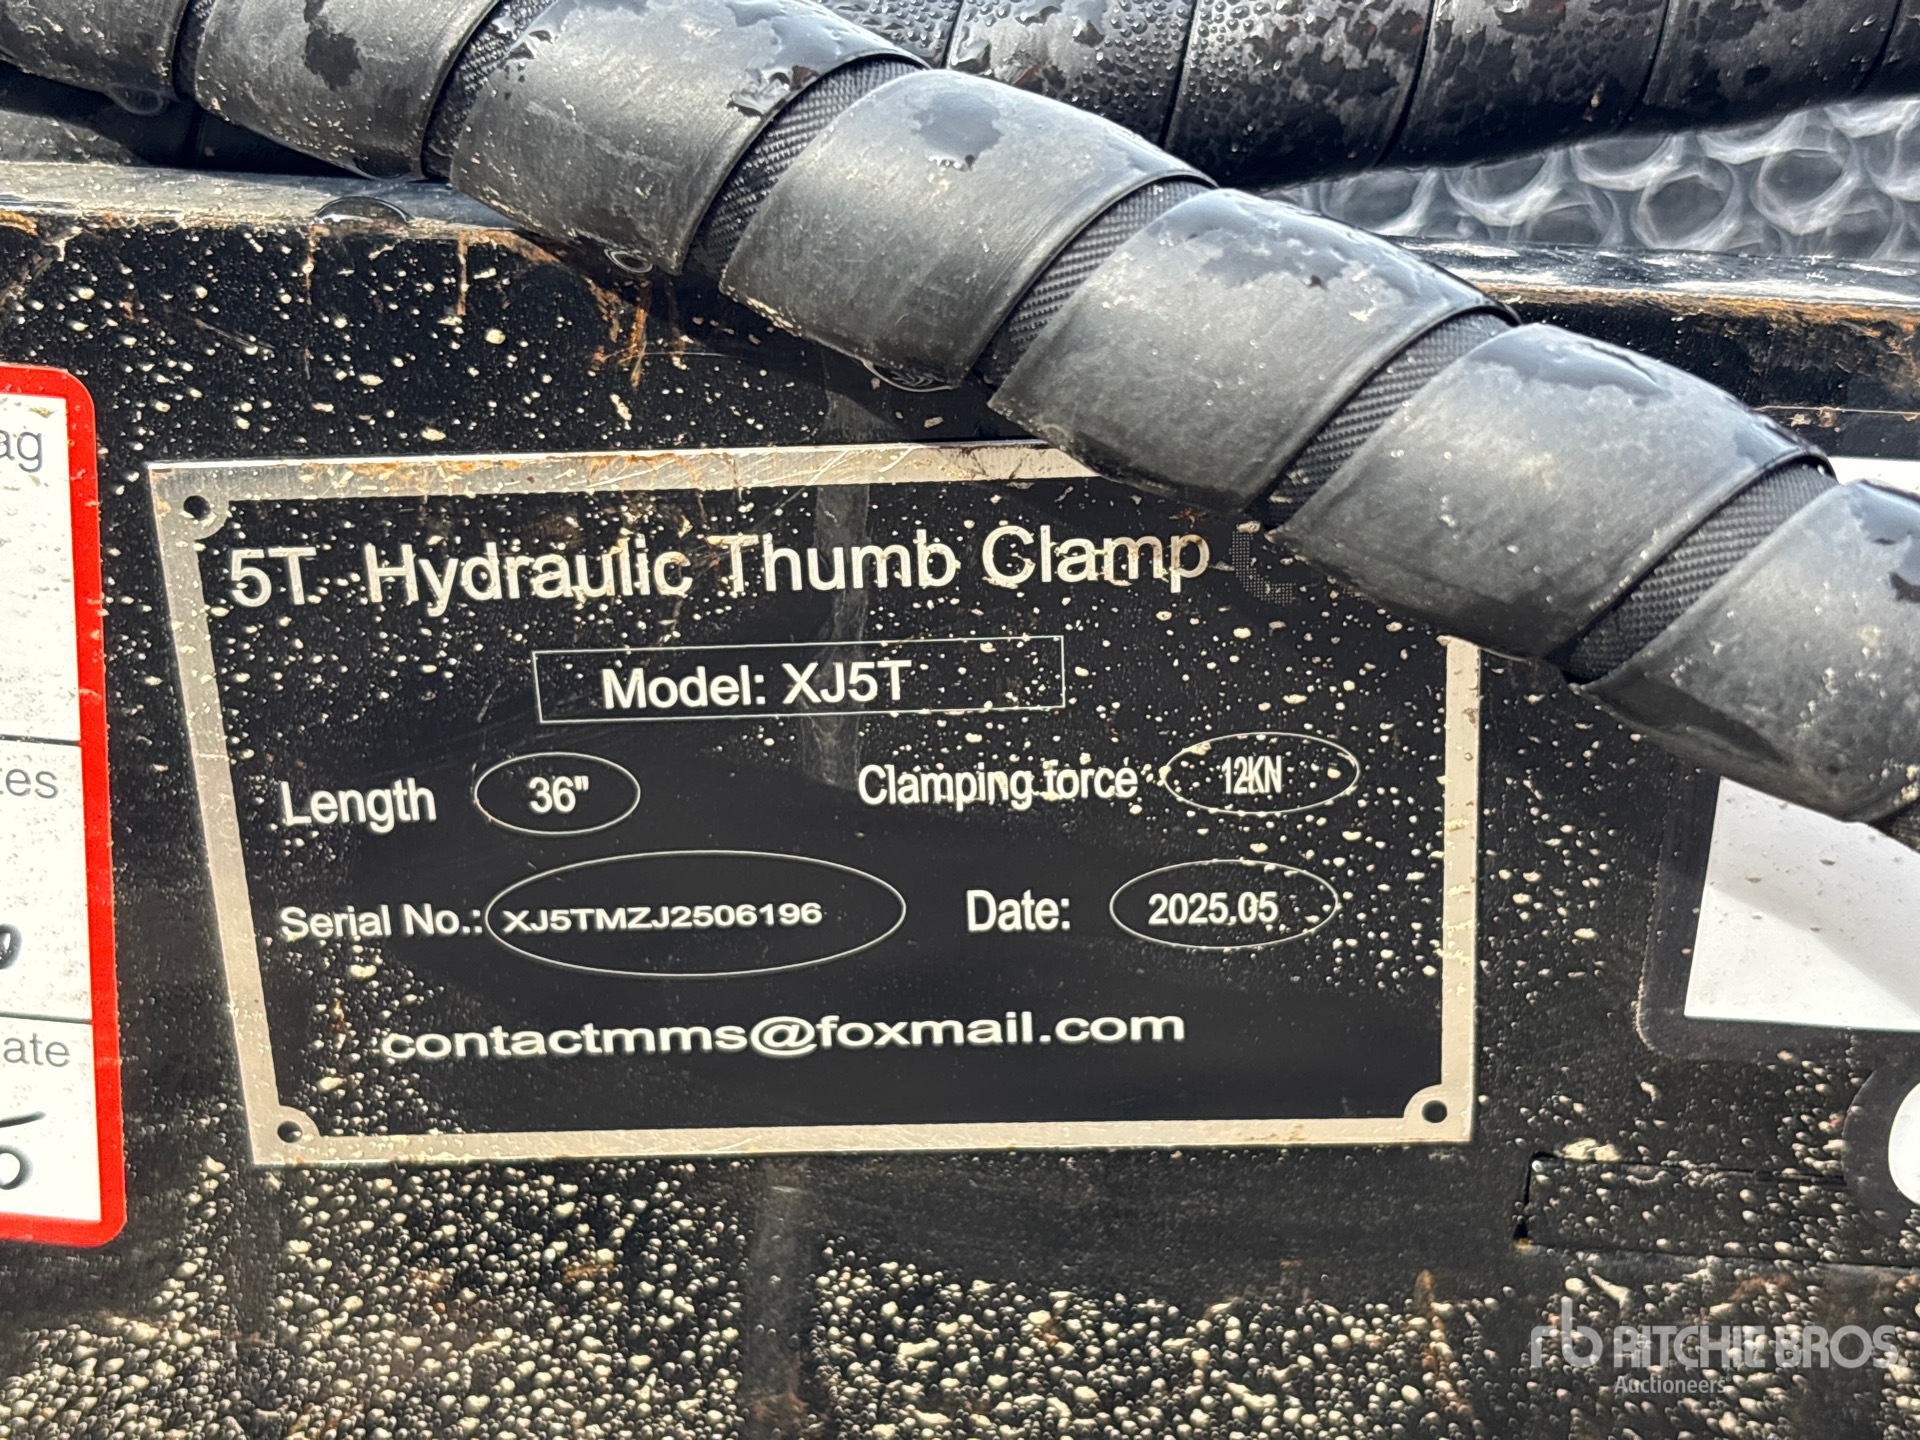 5T Hydraulic Thumb Clamp
Model: XJ5T
Length 36" Clamping force 12KN
Serial No.: XJ5TMZJ2506196 Date: 2025.05
contactmms@foxmail.com
rb RITCHIE BROS.
Auctioneers